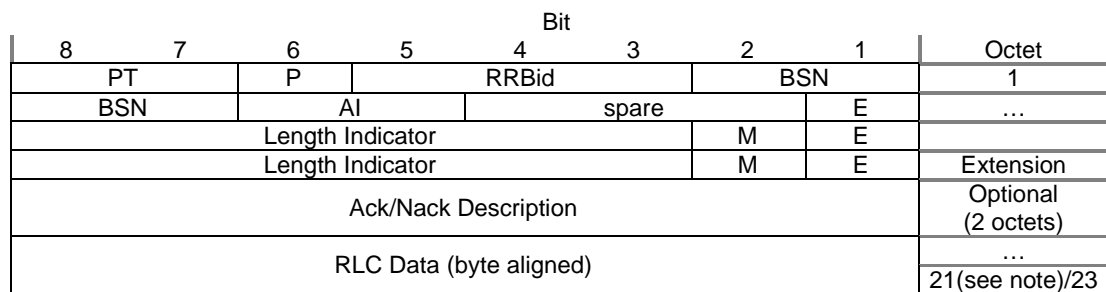 Bit
8 7 6 5 4 3 2 1 Octet
PT P RRBid BSN 1
BSN AI spare E …
Length Indicator M E
Length Indicator M E Extension
Ack/Nack Description Optional
(2 octets)
RLC Data (byte aligned) …
21(see note)/23